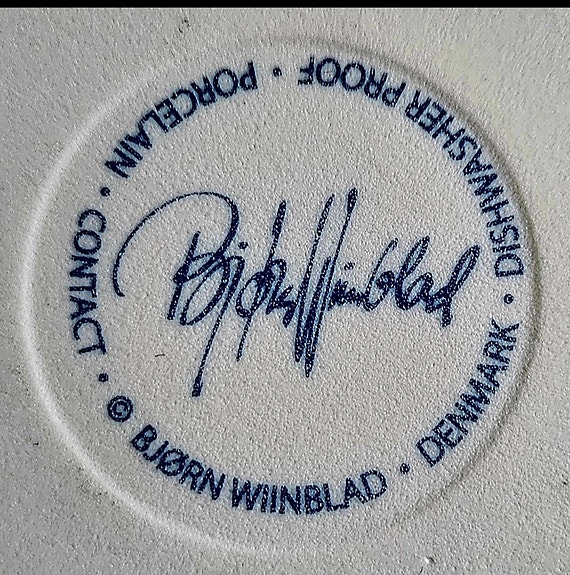 © BJØRN WIINBLAD • DENMARK • DISHWASHER PROOF • PORCELAIN • CONTACT •
Bjørn Wiinblad